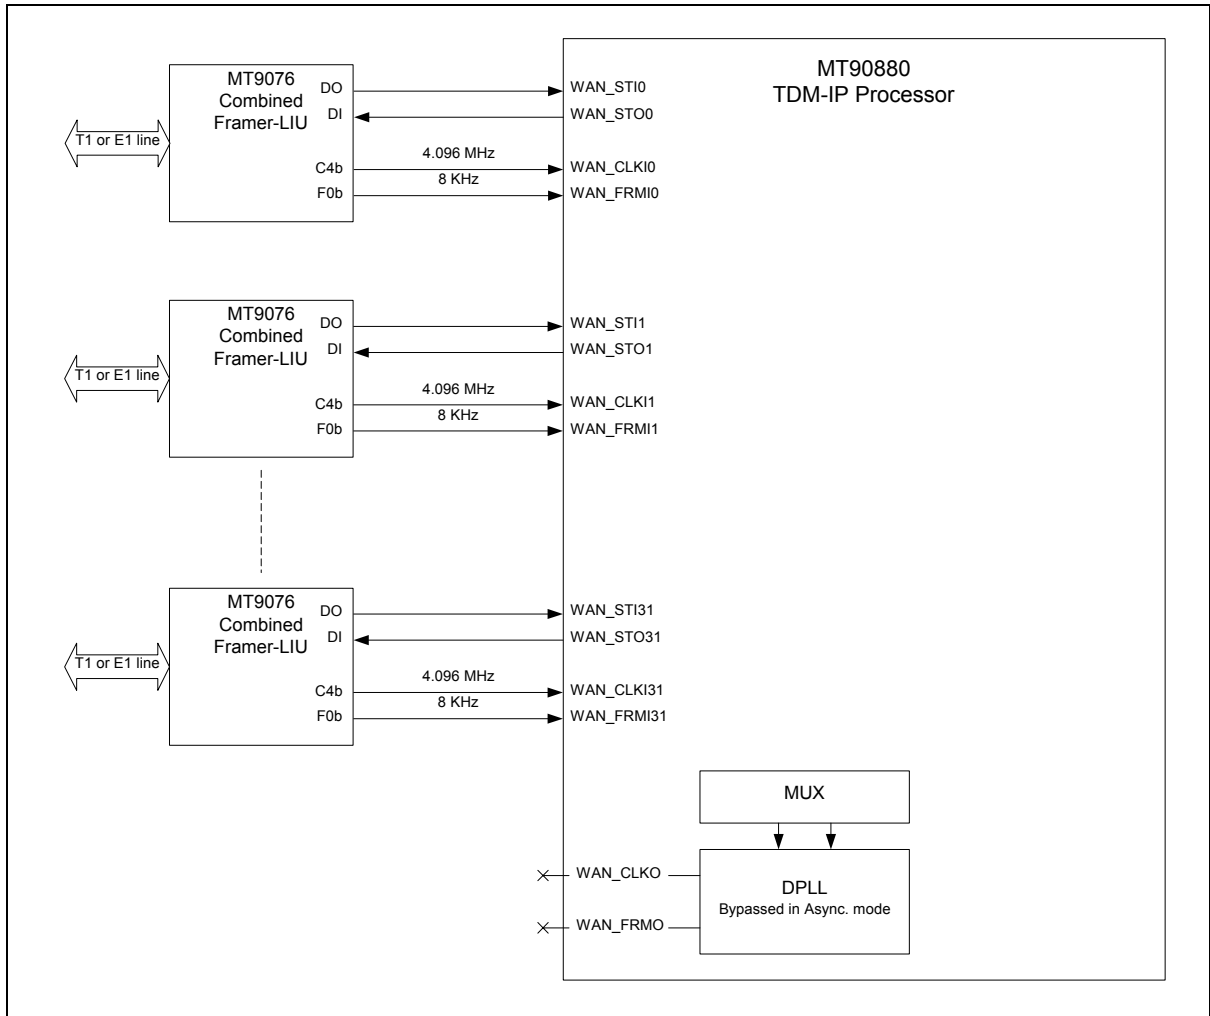 MT90880
TDM-IP Processor
MT9076
Combined
Framer-LIU
T1 or E1 line
DO
DI
C4b
F0b
4.096 MHz
8 KHz
WAN_STI0
WAN_STO0
WAN_CLKI0
WAN_FRMI0
MT9076
Combined
Framer-LIU
T1 or E1 line
DO
DI
C4b
F0b
4.096 MHz
8 KHz
WAN_STI1
WAN_STO1
WAN_CLKI1
WAN_FRMI1
MT9076
Combined
Framer-LIU
T1 or E1 line
DO
DI
C4b
F0b
4.096 MHz
8 KHz
WAN_STI31
WAN_STO31
WAN_CLKI31
WAN_FRMI31
MUX
WAN_CLKO
DPLL
Bypassed in Async. mode
WAN_FRMO